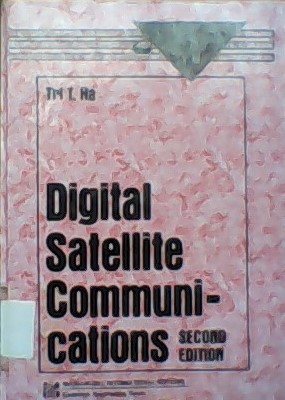 Tri T. Ha
Digital
Satellite
Communi-
cations SECOND
EDITION